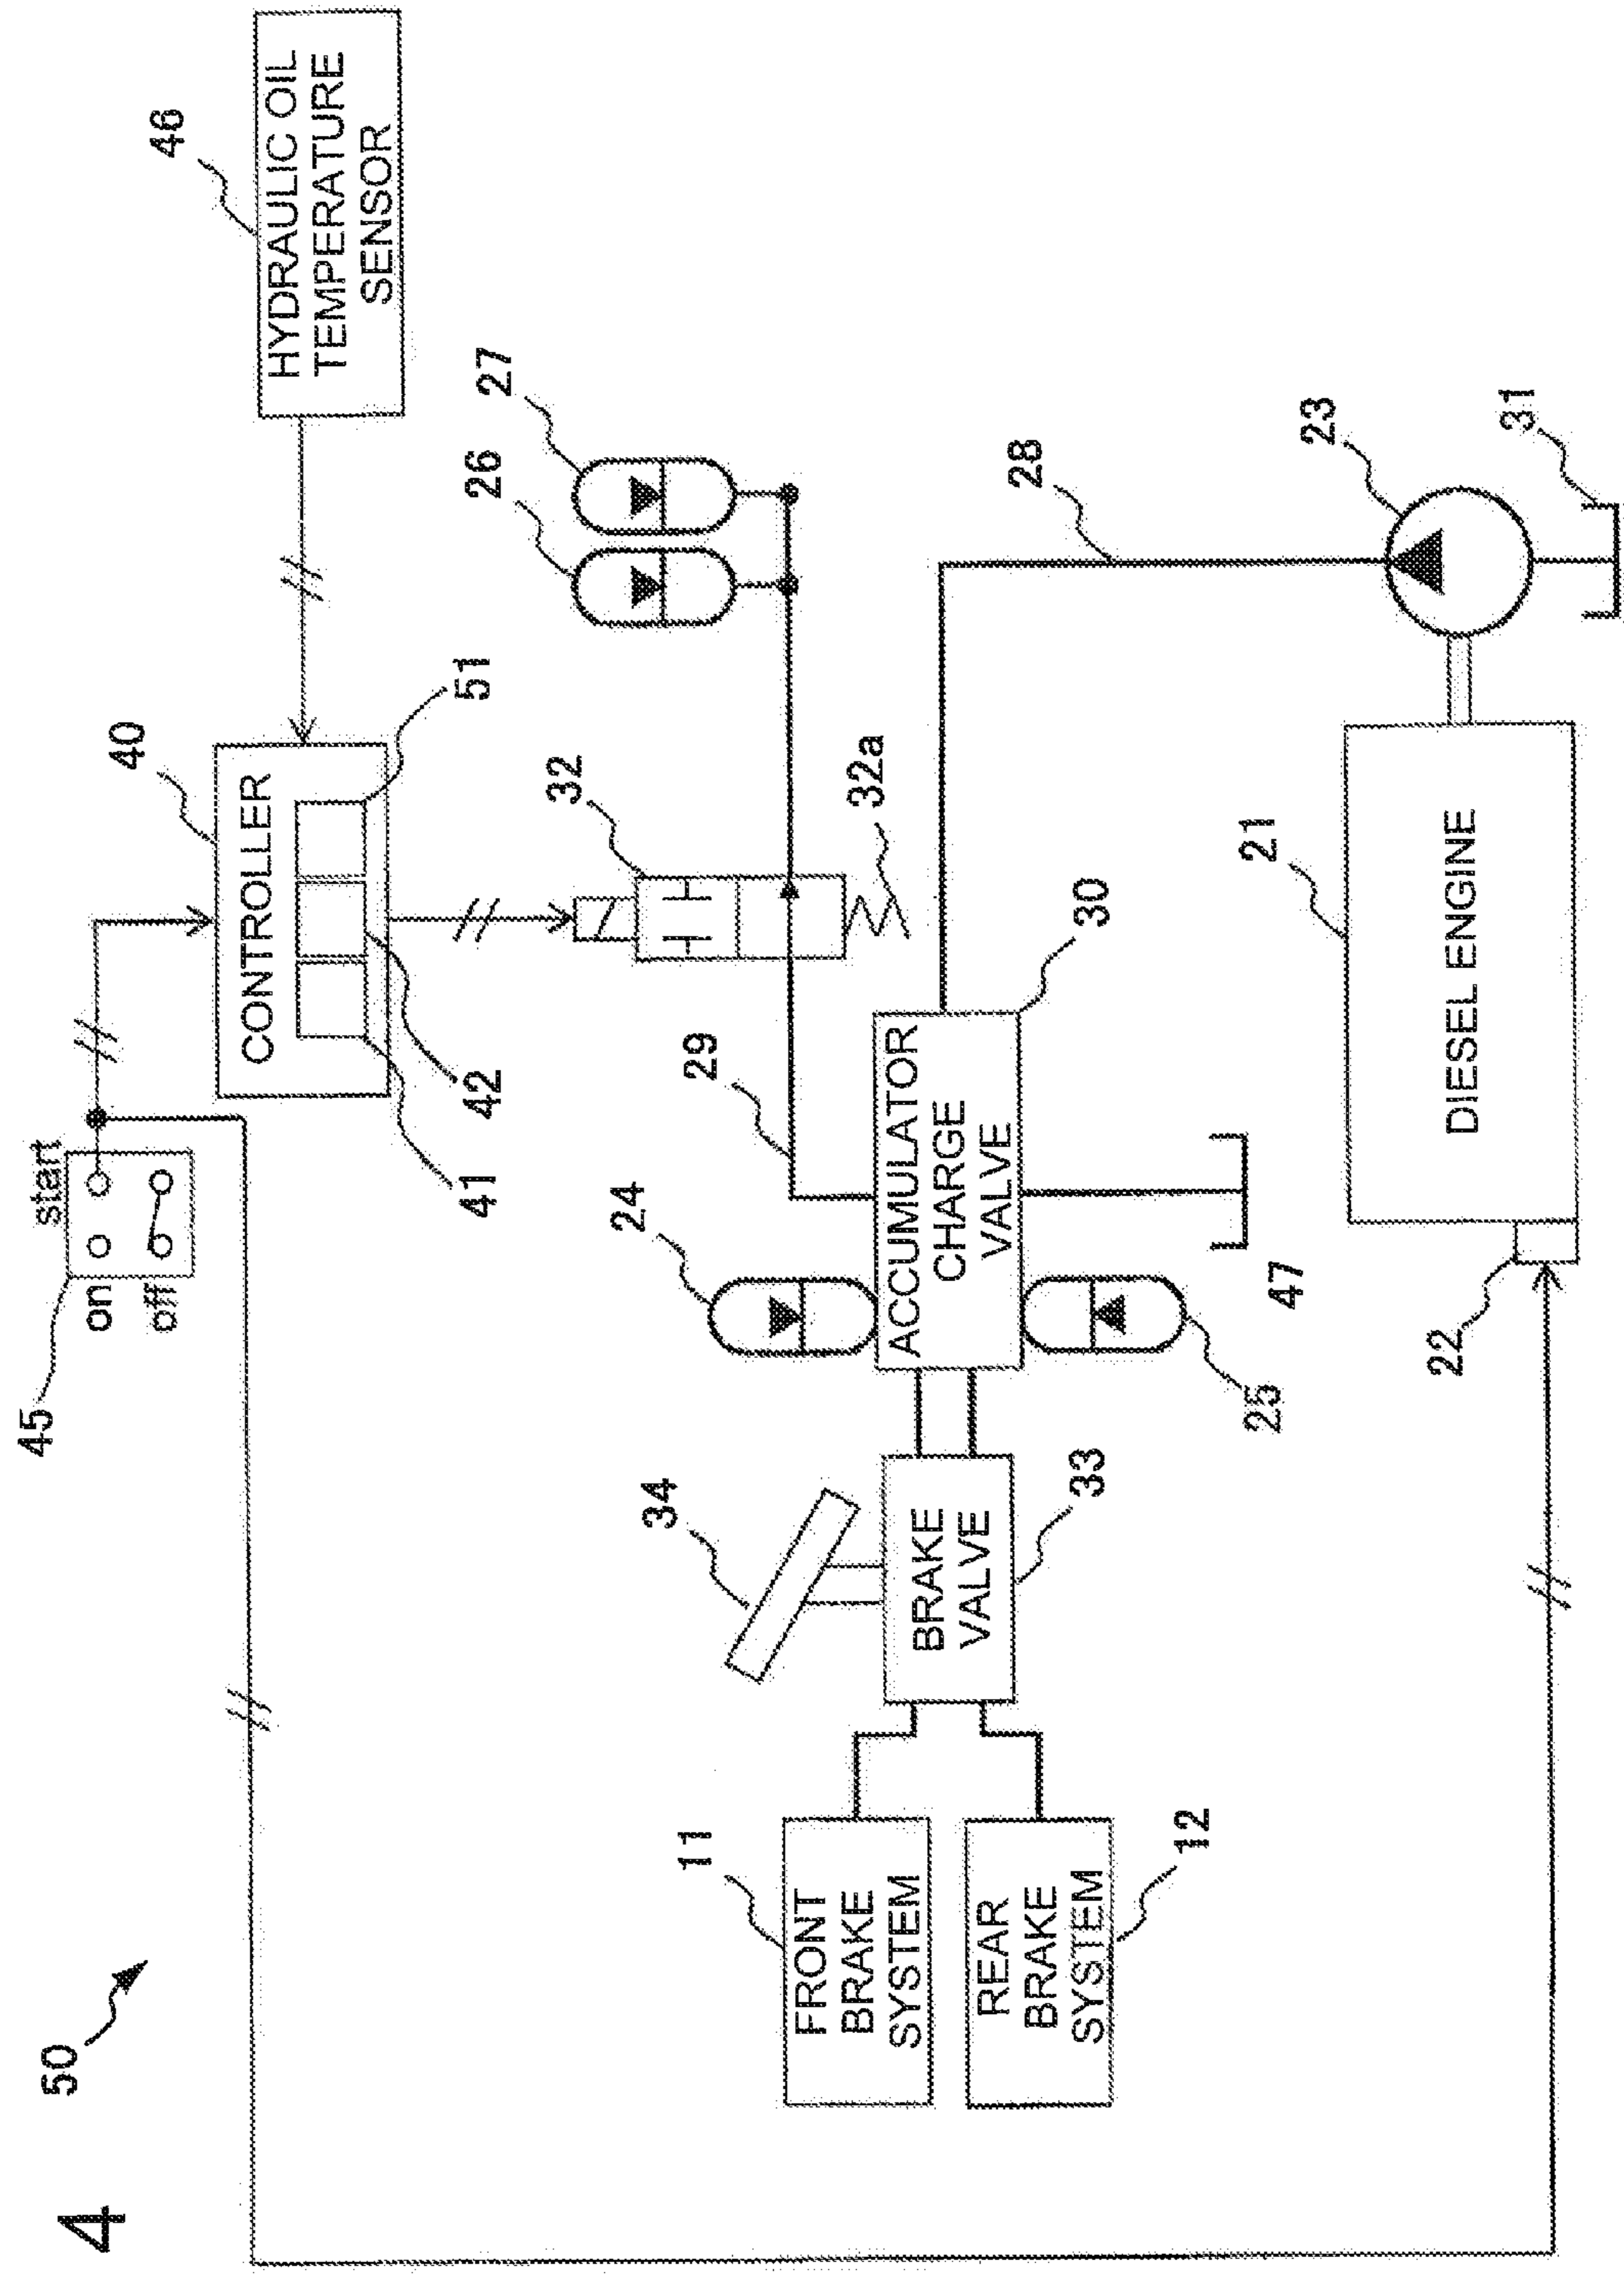 4
50
45
start
on
off
40
CONTROLLER
41
42
51
46
HYDRAULIC OIL
TEMPERATURE
SENSOR
32
32a
26
27
29
24
ACCUMULATOR
CHARGE
VALVE
30
25
47
28
34
BRAKE
VALVE
33
11
FRONT
BRAKE
SYSTEM
REAR
BRAKE
SYSTEM
12
22
21
DIESEL ENGINE
23
31